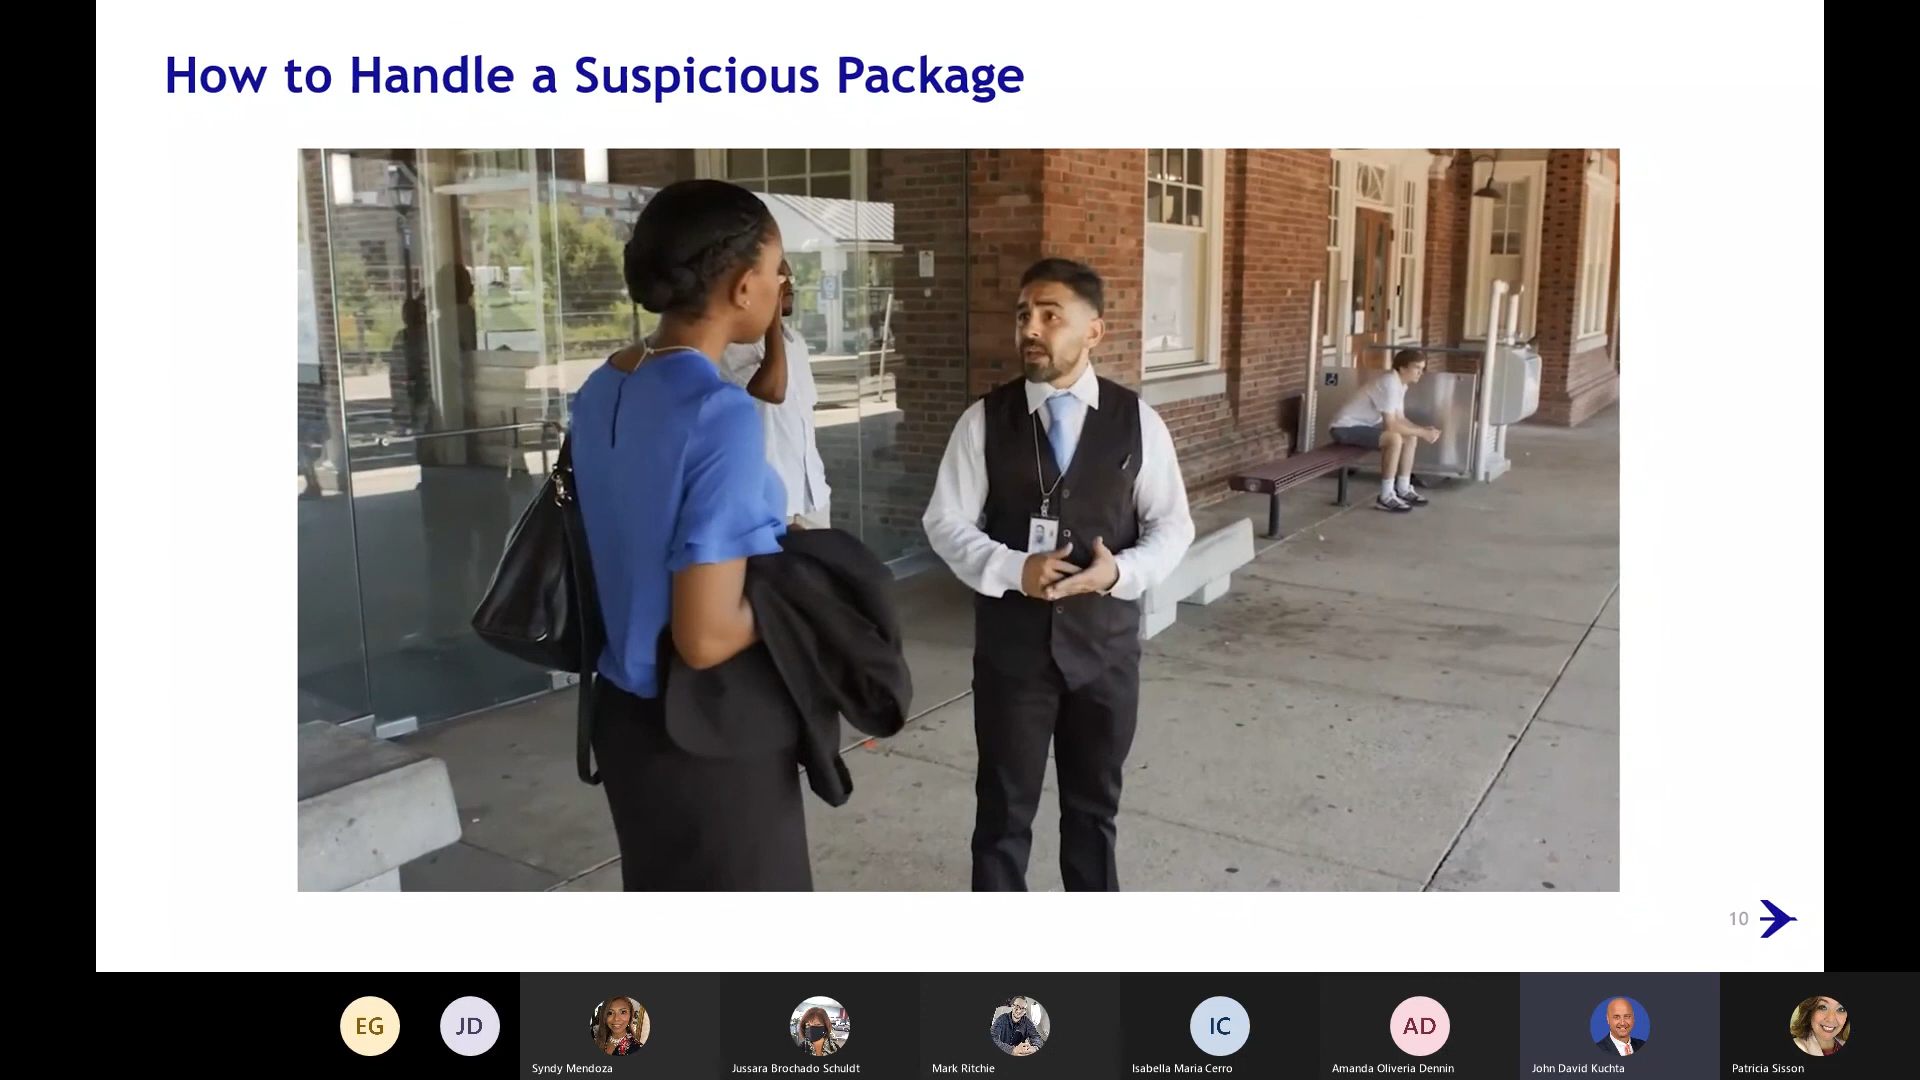 How to Handle a Suspicious Package
10
EG
JD
IC
AD
Syndy Mendoza
Jussara Brochado Schuldt
Mark Ritchie
Isabella Maria Cerro
Amanda Oliveria Dennin
John David Kuchta
Patricia Sisson